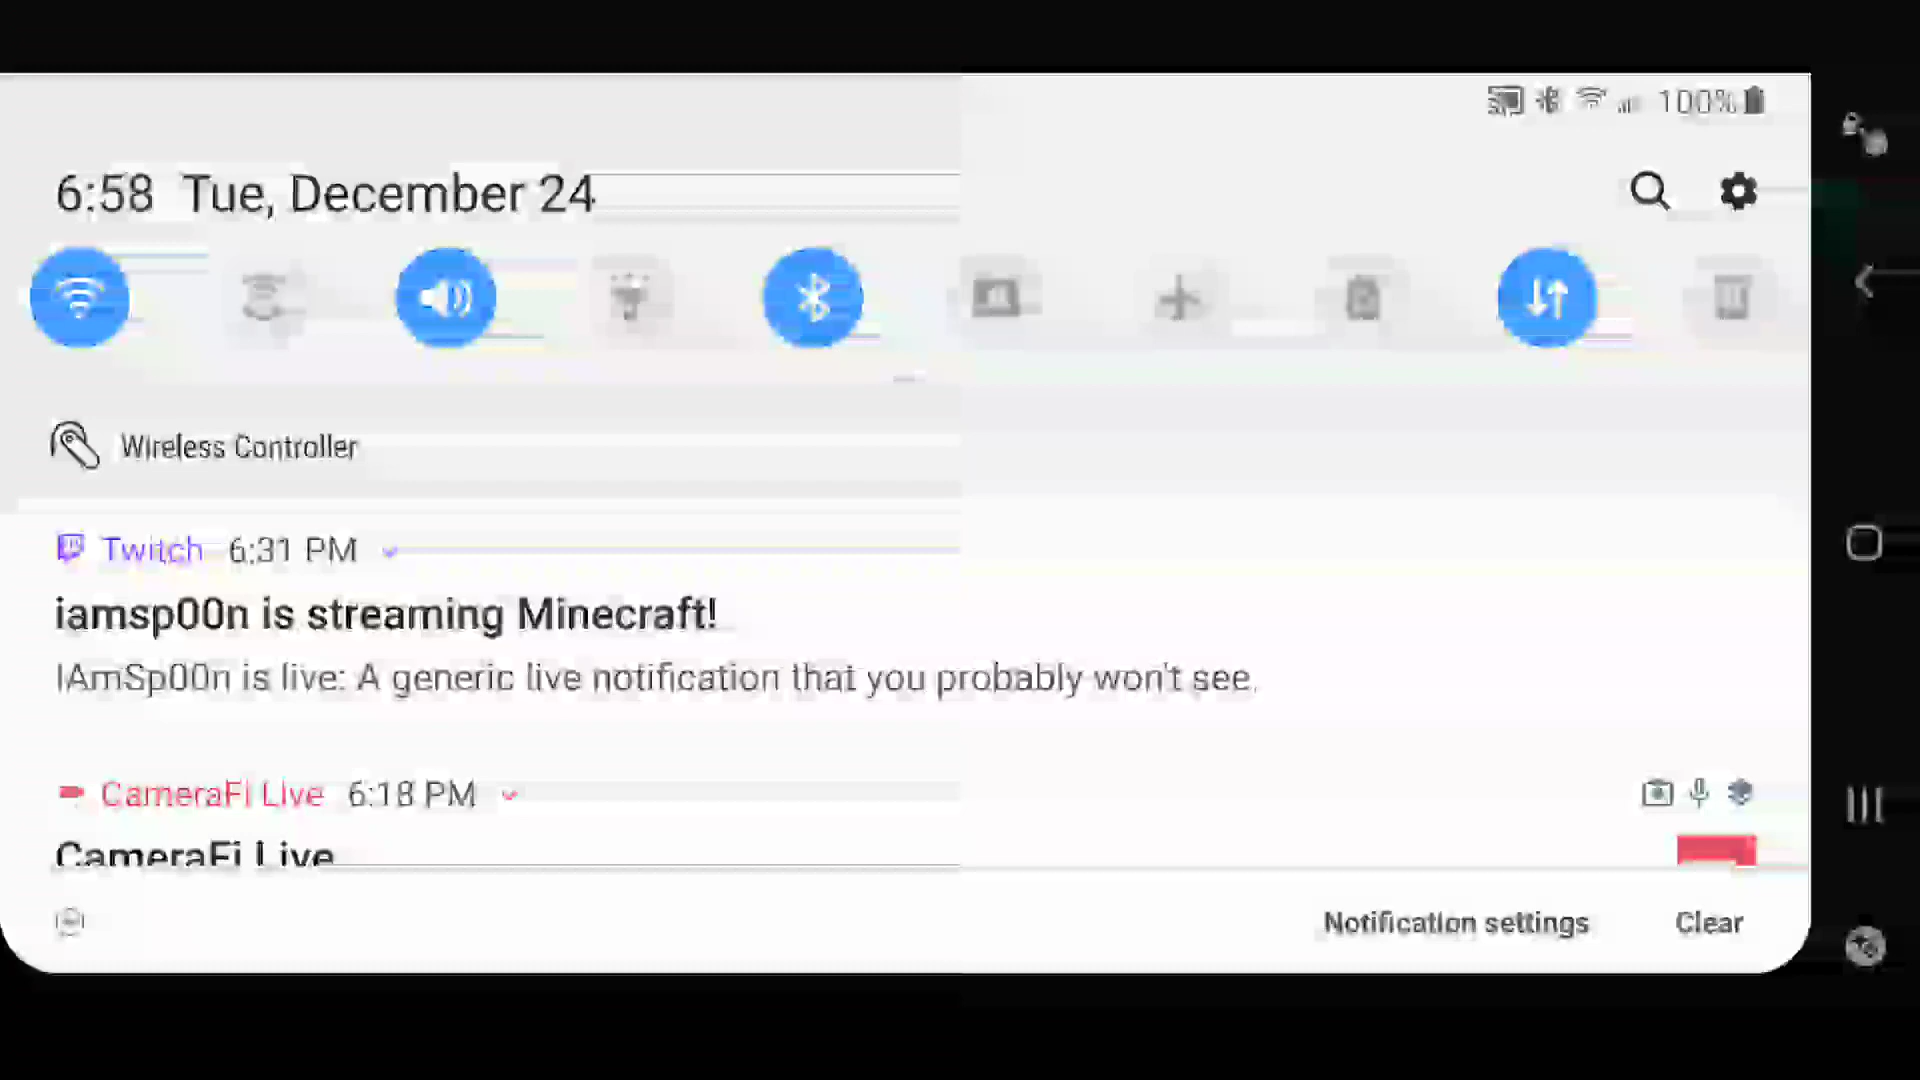 100%
6:58 Tue, December 24
Wireless Controller
Twitch 6:31 PM
iamsp00n is streaming Minecraft!
IAmSp00n is live: A generic live notification that you probably won't see.
CameraFi Live 6:18 PM
CameraFi Live
Notification settings Clear